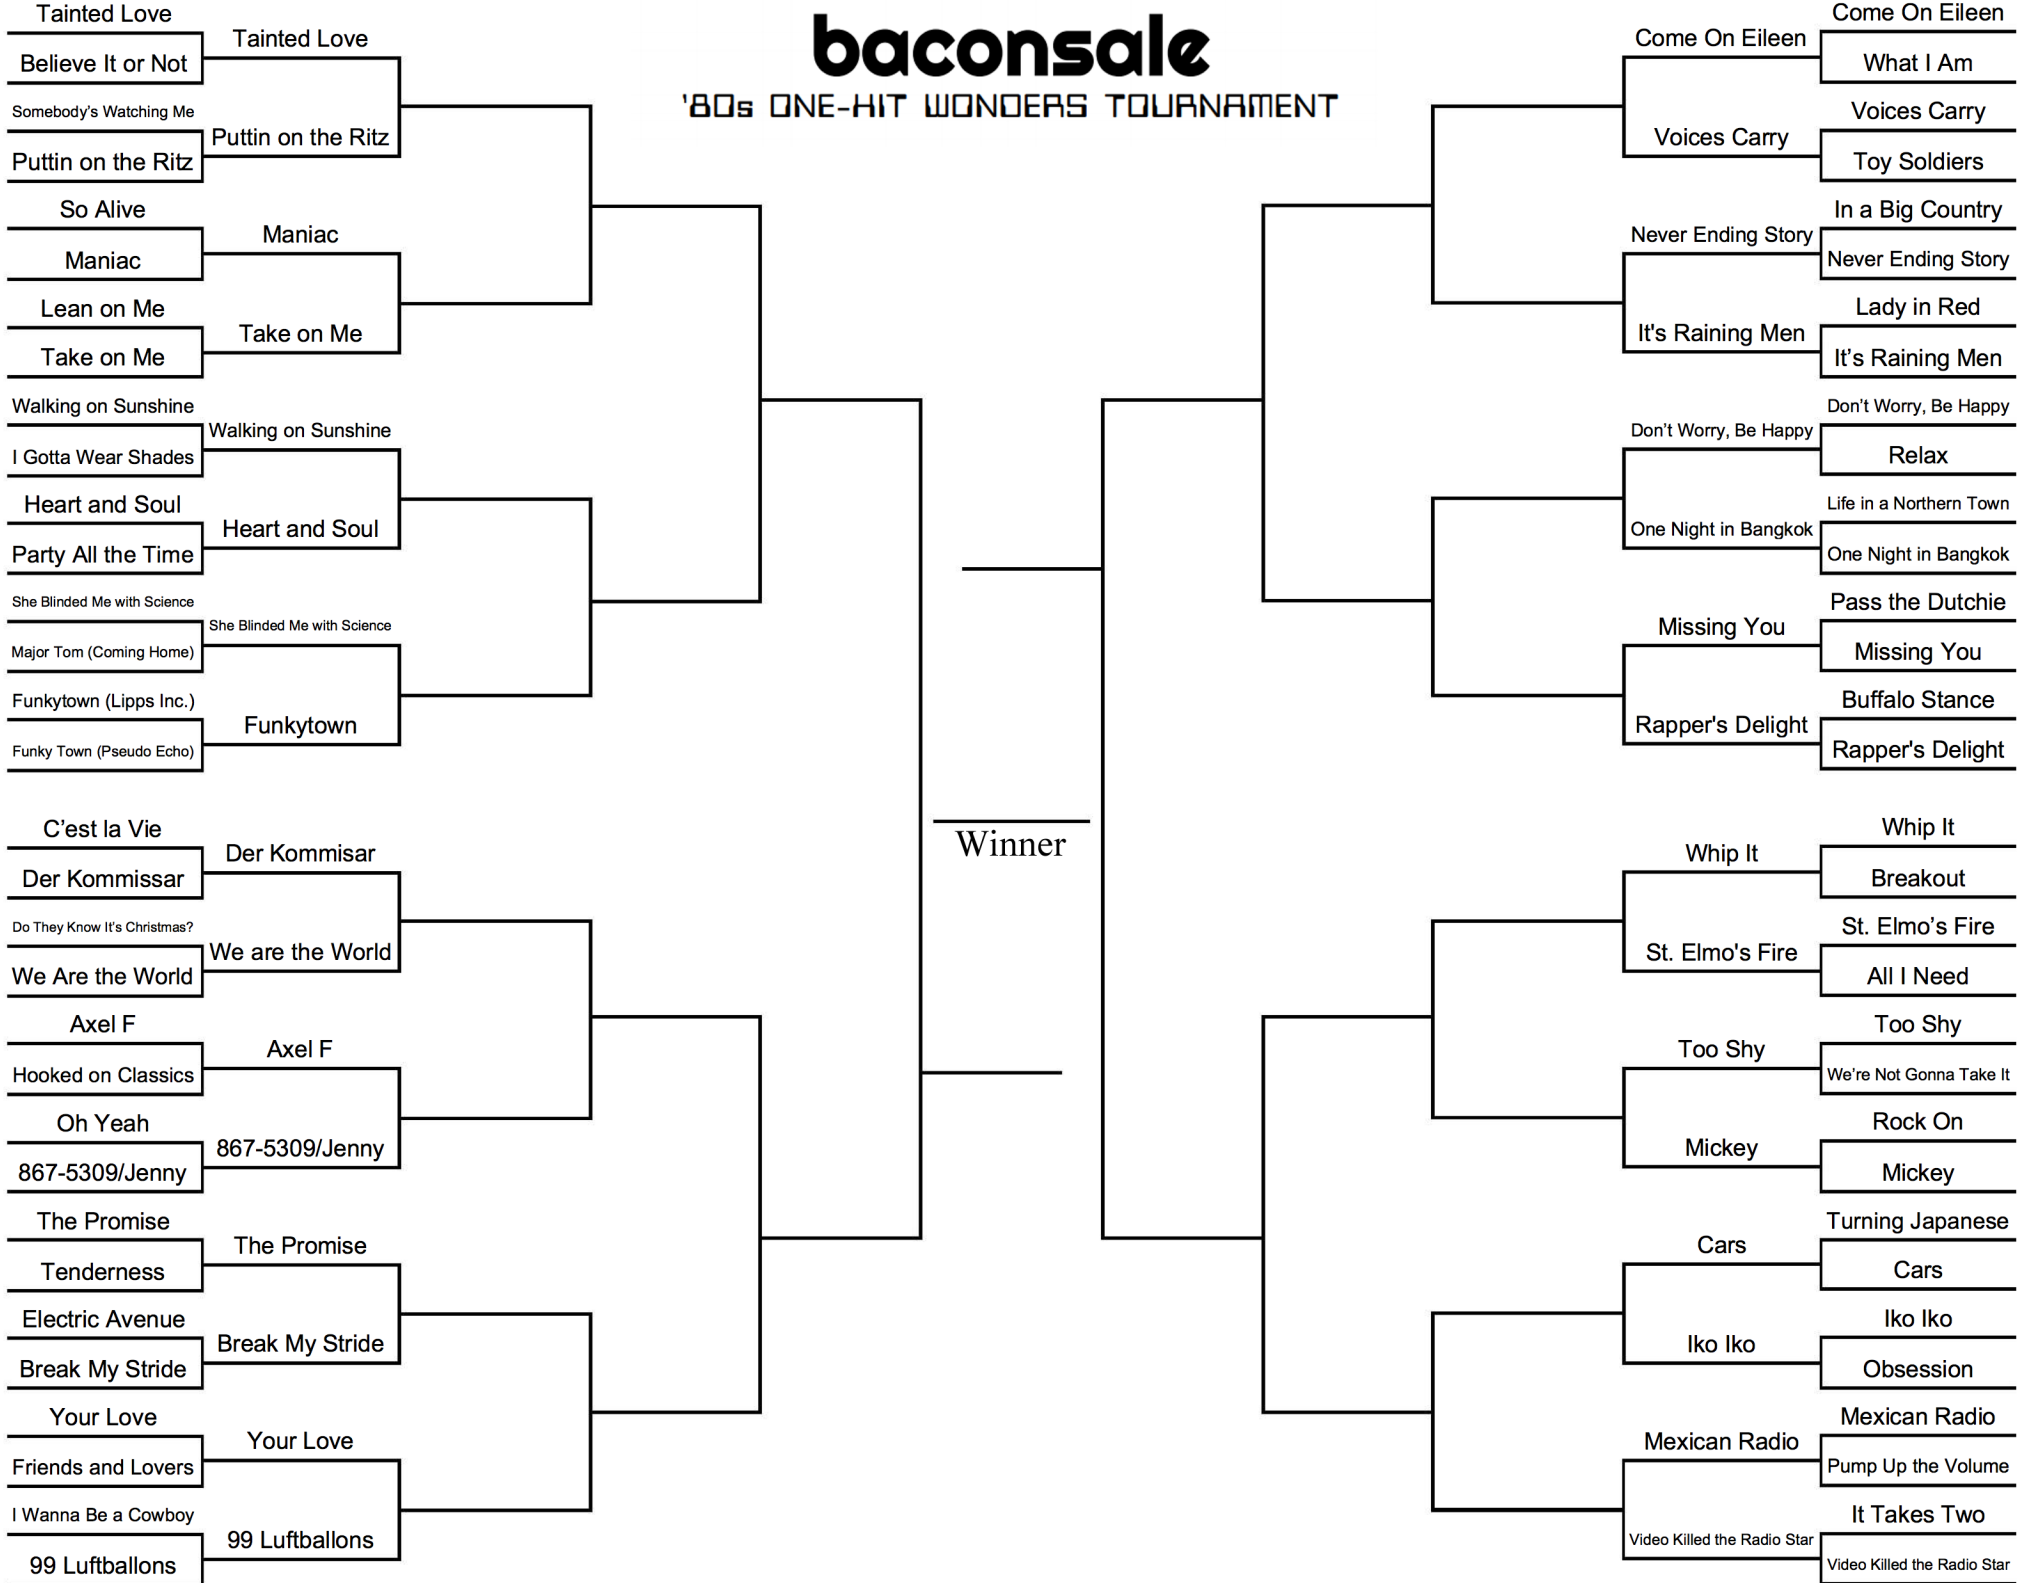 baconsale
'80s ONE-HIT WONDERS TOURNAMENT
Tainted Love
Believe It or Not
Somebody's Watching Me
Puttin on the Ritz
So Alive
Maniac
Lean on Me
Take on Me
Walking on Sunshine
I Gotta Wear Shades
Heart and Soul
Party All the Time
She Blinded Me with Science
Major Tom (Coming Home)
Funkytown (Lipps Inc.)
Funky Town (Pseudo Echo)
C'est la Vie
Der Kommissar
Do They Know It's Christmas?
We Are the World
Axel F
Hooked on Classics
Oh Yeah
867-5309/Jenny
The Promise
Tenderness
Electric Avenue
Break My Stride
Your Love
Friends and Lovers
I Wanna Be a Cowboy
99 Luftballons
Tainted Love
Puttin on the Ritz
Maniac
Take on Me
Walking on Sunshine
Heart and Soul
She Blinded Me with Science
Funkytown
Der Kommisar
We are the World
Axel F
867-5309/Jenny
The Promise
Break My Stride
Your Love
99 Luftballons
Winner
Come On Eileen
Voices Carry
Never Ending Story
It's Raining Men
Don't Worry, Be Happy
One Night in Bangkok
Missing You
Rapper's Delight
Whip It
St. Elmo's Fire
Too Shy
Mickey
Cars
Iko Iko
Mexican Radio
Video Killed the Radio Star
Come On Eileen
What I Am
Voices Carry
Toy Soldiers
In a Big Country
Never Ending Story
Lady in Red
It's Raining Men
Don't Worry, Be Happy
Relax
Life in a Northern Town
One Night in Bangkok
Pass the Dutchie
Missing You
Buffalo Stance
Rapper's Delight
Whip It
Breakout
St. Elmo's Fire
All I Need
Too Shy
We're Not Gonna Take It
Rock On
Mickey
Turning Japanese
Cars
Iko Iko
Obsession
Mexican Radio
Pump Up the Volume
It Takes Two
Video Killed the Radio Star